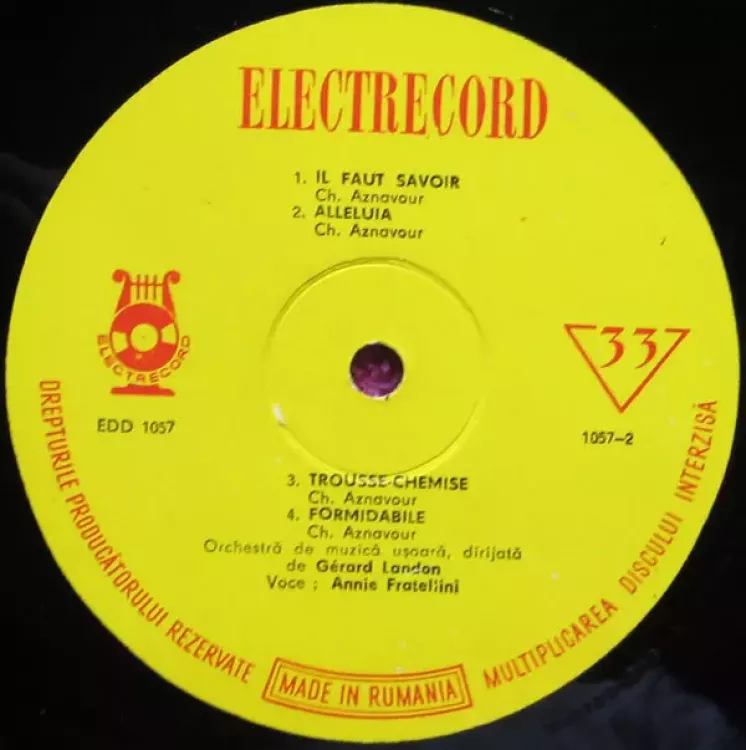 ELECTRECORD
1. IL FAUT SAVOIR
Ch. Aznavour
2. ALLELUIA
Ch. Aznavour
ELECTRECORD
EDD 1057
33
1057-2
3. TROUSSE-CHEMISE
Ch. Aznavour
4. FORMIDABILE
Ch. Aznavour
Orchestră de muzică ușoară, dirijată
de Gérard Landon
Voce : Annie Fratellini
DREPTURILE PRODUCĂTORULUI REZERVATE
MADE IN RUMANIA
MULTIPLICAREA DISCULUI INTERZISĂ